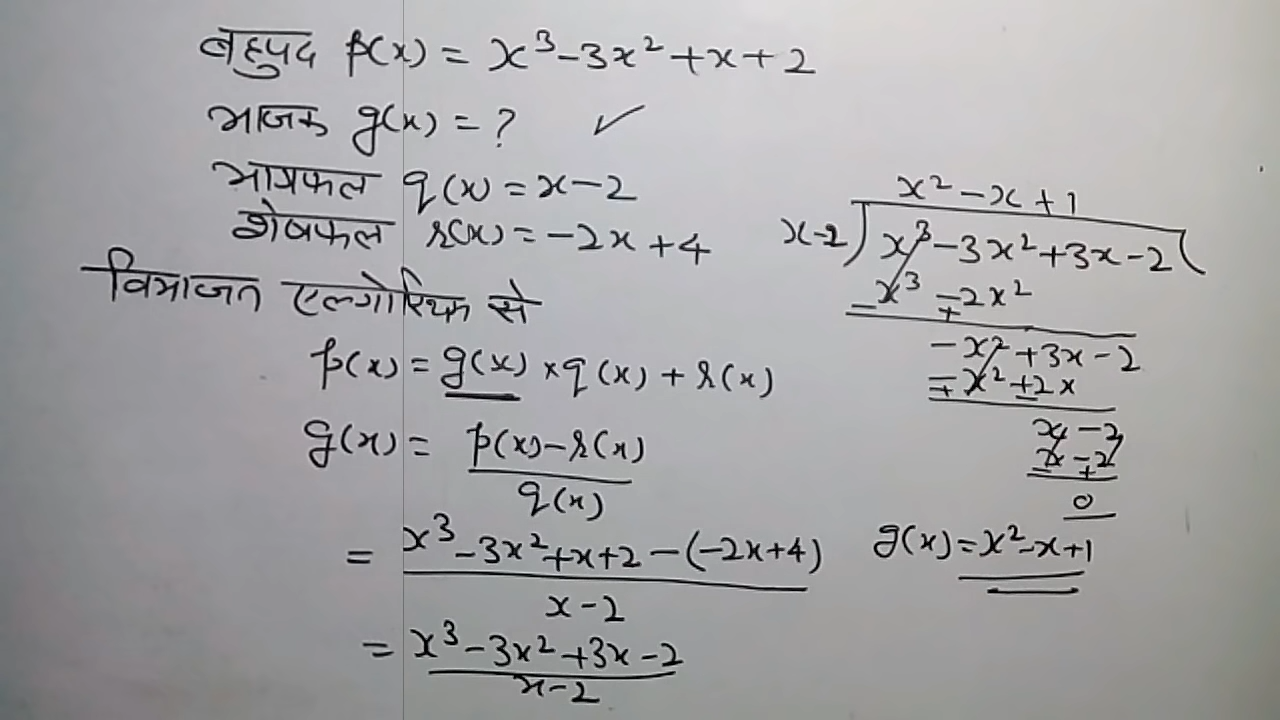 बहुपद p(x) = x³-3x²+x+2
भाजक g(x) = ? ✓
भागफल q(x) = x-2
शेषफल r(x) = -2x+4
विभाजन एल्गोरिथम से
p(x) = g(x) × q(x) + r(x)
g(x) = p(x)-r(x)
q(x)
= x³-3x²+x+2-(-2x+4)
x-2
= x³-3x²+3x-2
x-2
x²-x+1
x-2) x³-3x²+3x-2 (
x³-2x²
- +
-x²+3x-2
-x²+2x
+ -
x-2
x-2
- +
0
g(x) = x²-x+1